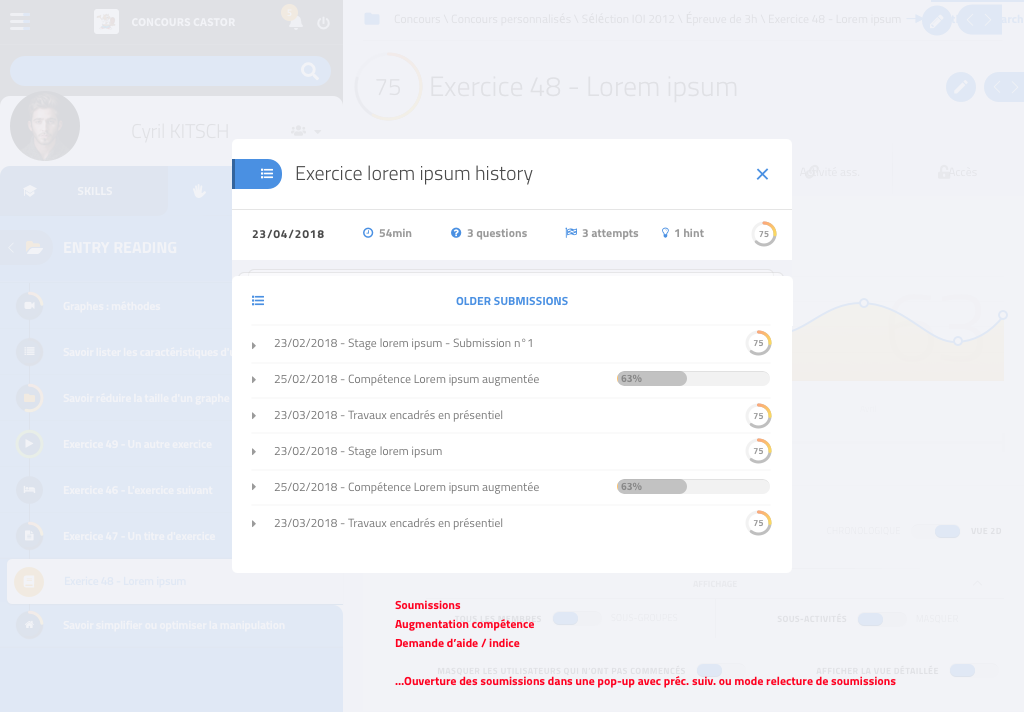 CONCOURS CASTOR
Concours \ Concours personnalisés \ Séléction IOI 2012 \ Épreuve de 3h \ Exercice 48 - Lorem ipsum
75
Exercice 48 - Lorem ipsum
Cyril KITSCH
SKILLS
Accès
ENTRY READING
Graphes : méthodes
Savoir lister les caractéristiques d'u
Savoir réduire la taille d'un graphe
Exercice 49 - Un autre exercice
Exercice 46 - L'exercice suivant
Exercice 47 - Un titre d'exercice
Exerice 48 - Lorem ipsum
Savoir simplifier ou optimiser la manipulation
Exercice lorem ipsum history
23/04/2018 54min 3 questions 3 attempts 1 hint 75
OLDER SUBMISSIONS
23/02/2018 - Stage lorem ipsum - Submission n°1 75
25/02/2018 - Compétence Lorem ipsum augmentée 63%
23/03/2018 - Travaux encadrés en présentiel 75
23/02/2018 - Stage lorem ipsum 75
25/02/2018 - Compétence Lorem ipsum augmentée 63%
23/03/2018 - Travaux encadrés en présentiel 75
VUE 2D
AFFICHAGE
Soumissions
SOUS-ACTIVITÉS
Augmentation compétence
Demande d'aide / indice
MASQUER LES UTILISATEURS QUI N'ONT PAS COMMENCÉS
AFFICHER LA VUE DÉTAILLÉE
...Ouverture des soumissions dans une pop-up avec préc. suiv. ou mode relecture de soumissions